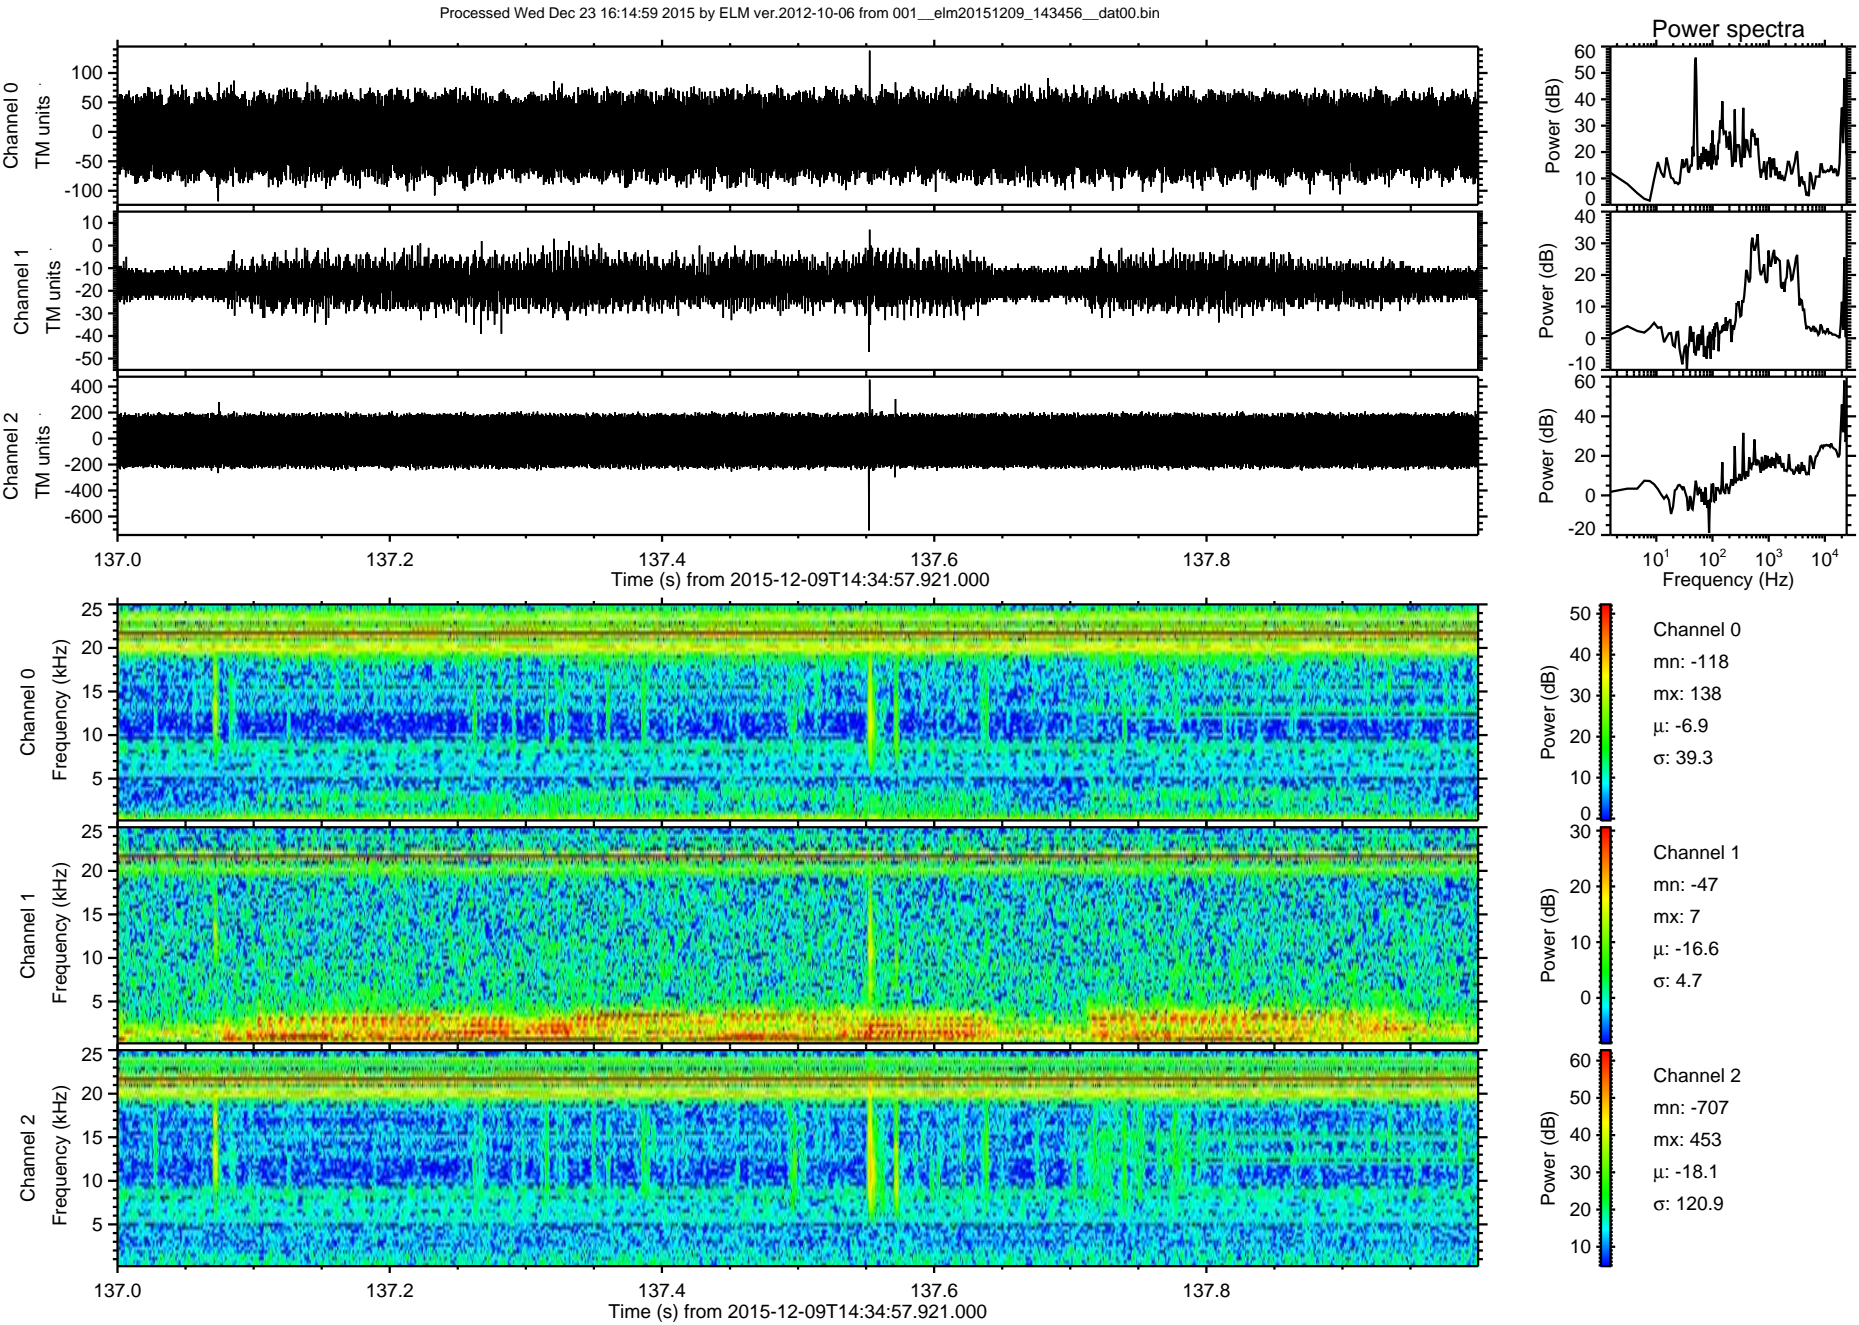 Processed Wed Dec 23 16:14:59 2015 by ELM ver.2012-10-06 from 001__elm20151209_143456__dat00.bin
Power spectra
Channel 0
TM units
100
50
0
-50
-100
Power (dB)
60
50
40
30
20
10
0
Channel 1
TM units
10
0
-10
-20
-30
-40
-50
Power (dB)
40
30
20
10
0
-10
Channel 2
TM units
400
200
0
-200
-400
-600
Power (dB)
60
40
20
0
-20
137.0 137.2 137.4 137.6 137.8
Time (s) from 2015-12-09T14:34:57.921.000
10^1 10^2 10^3 10^4
Frequency (Hz)
Channel 0
Frequency (kHz)
25
20
15
10
5
Power (dB)
50
40
30
20
10
0
Channel 0
mn: -118
mx: 138
μ: -6.9
σ: 39.3
Channel 1
Frequency (kHz)
25
20
15
10
5
Power (dB)
30
20
10
0
Channel 1
mn: -47
mx: 7
μ: -16.6
σ: 4.7
Channel 2
Frequency (kHz)
25
20
15
10
5
Power (dB)
60
50
40
30
20
10
Channel 2
mn: -707
mx: 453
μ: -18.1
σ: 120.9
137.0 137.2 137.4 137.6 137.8
Time (s) from 2015-12-09T14:34:57.921.000